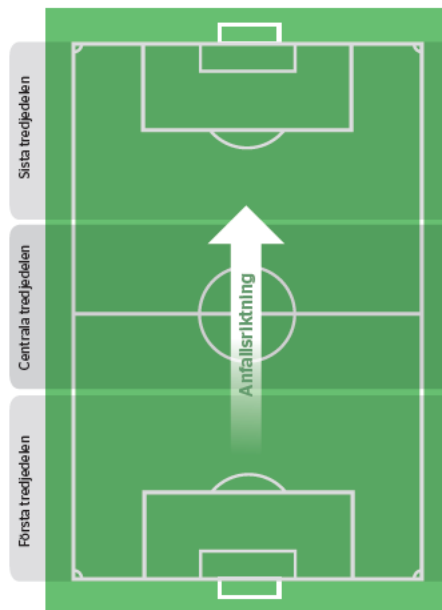 Sista tredjedelen
Centrala tredjedelen
Anfallsriktning
Första tredjedelen